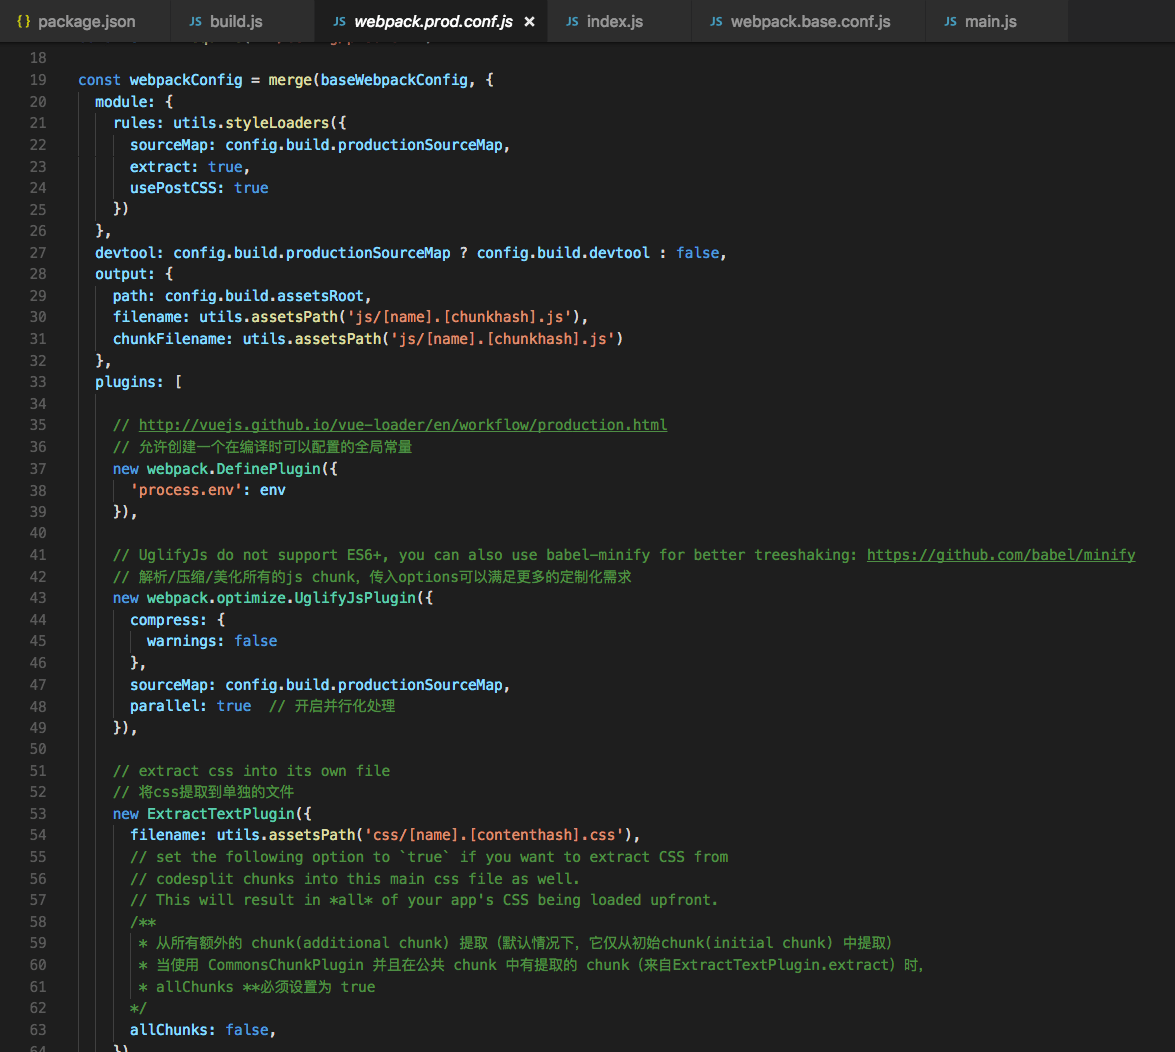 {} package.json JS build.js JS webpack.prod.conf.js × JS index.js JS webpack.base.conf.js JS main.js
18
19 const webpackConfig = merge(baseWebpackConfig, {
20 module: {
21 rules: utils.styleLoaders({
22 sourceMap: config.build.productionSourceMap,
23 extract: true,
24 usePostCSS: true
25 })
26 },
27 devtool: config.build.productionSourceMap ? config.build.devtool : false,
28 output: {
29 path: config.build.assetsRoot,
30 filename: utils.assetsPath('js/[name].[chunkhash].js'),
31 chunkFilename: utils.assetsPath('js/[name].[chunkhash].js')
32 },
33 plugins: [
34
35 // http://vuejs.github.io/vue-loader/en/workflow/production.html
36 // 允许创建一个在编译时可以配置的全局常量
37 new webpack.DefinePlugin({
38 'process.env': env
39 }),
40
41 // UglifyJs do not support ES6+, you can also use babel-minify for better treeshaking: https://github.com/babel/minify
42 // 解析/压缩/美化所有的js chunk，传入options可以满足更多的定制化需求
43 new webpack.optimize.UglifyJsPlugin({
44 compress: {
45 warnings: false
46 },
47 sourceMap: config.build.productionSourceMap,
48 parallel: true // 开启并行化处理
49 }),
50
51 // extract css into its own file
52 // 将css提取到单独的文件
53 new ExtractTextPlugin({
54 filename: utils.assetsPath('css/[name].[contenthash].css'),
55 // set the following option to `true` if you want to extract CSS from
56 // codesplit chunks into this main css file as well.
57 // This will result in *all* of your app's CSS being loaded upfront.
58 /**
59 * 从所有额外的 chunk(additional chunk) 提取（默认情况下，它仅从初始chunk(initial chunk) 中提取）
60 * 当使用 CommonsChunkPlugin 并且在公共 chunk 中有提取的 chunk（来自ExtractTextPlugin.extract）时，
61 * allChunks **必须设置为 true
62 */
63 allChunks: false,
64 })